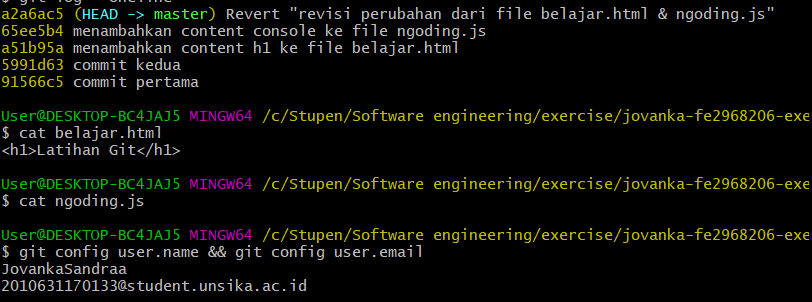 a2a6ac5 (HEAD -> master) Revert "revisi perubahan dari file belajar.html & ngoding.js"
65ee5b4 menambahkan content console ke file ngoding.js
a51b95a menambahkan content h1 ke file belajar.html
5991d63 commit kedua
91566c5 commit pertama
User@DESKTOP-BC4JAJ5 MINGW64 /c/Stupen/Software engineering/exercise/jovanka-fe2968206-exe
$ cat belajar.html
<h1>Latihan Git</h1>
User@DESKTOP-BC4JAJ5 MINGW64 /c/Stupen/Software engineering/exercise/jovanka-fe2968206-exe
$ cat ngoding.js
User@DESKTOP-BC4JAJ5 MINGW64 /c/Stupen/Software engineering/exercise/jovanka-fe2968206-exe
$ git config user.name && git config user.email
JovankaSandraa
2010631170133@student.unsika.ac.id